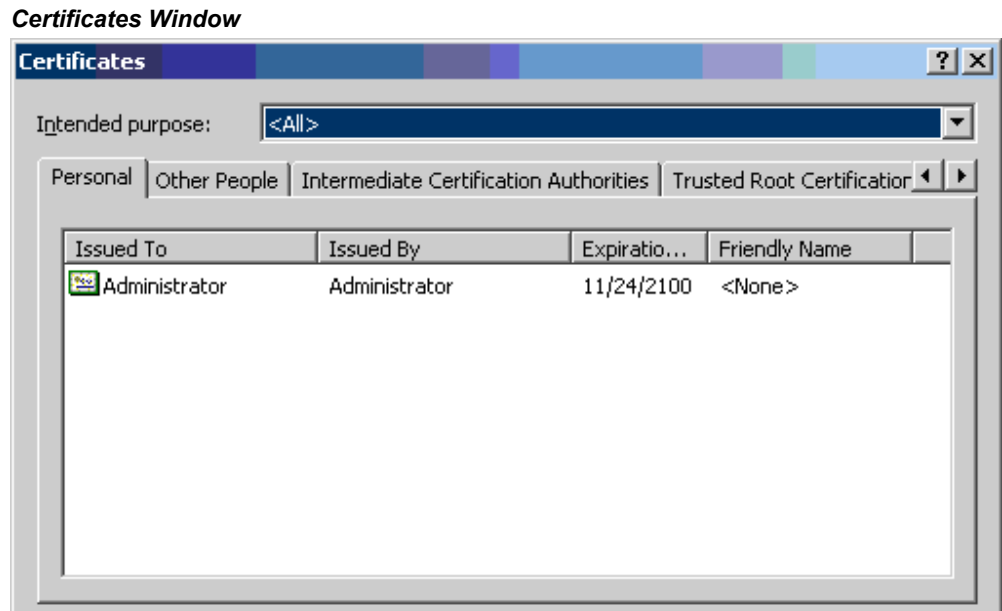 Certificates Window
Certificates
Intended purpose: <All>
Personal Other People Intermediate Certification Authorities Trusted Root Certification
Issued To Issued By Expiratio... Friendly Name
Administrator Administrator 11/24/2100 <None>